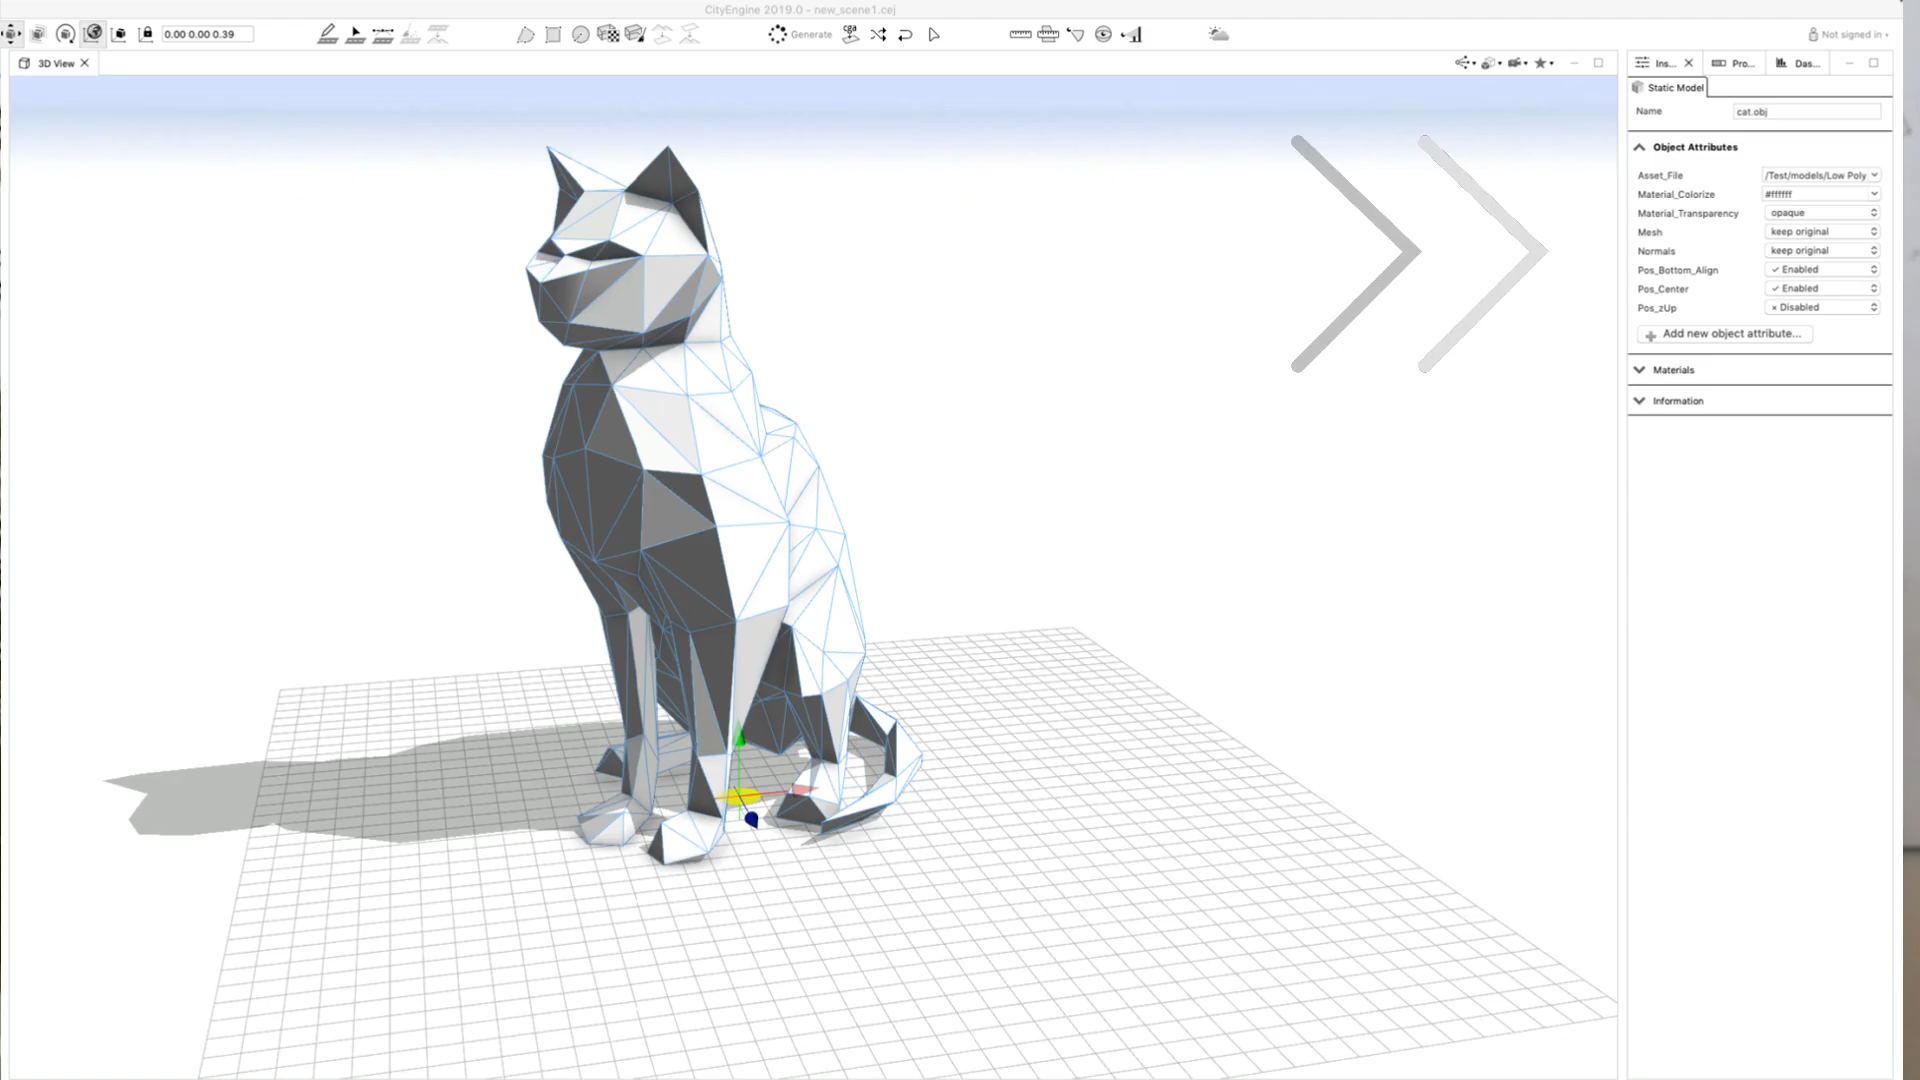 CityEngine 2019.0 - new_scene1.cej
0.00 0.00 0.39
Generate
cga
Not signed in
3D View
Ins...
Pro...
Das...
Static Model
Name
cat.obj
Object Attributes
Asset_File
/Test/models/Low Poly
Material_Colorize
#ffffff
Material_Transparency
opaque
Mesh
keep original
Normals
keep original
Pos_Bottom_Align
Enabled
Pos_Center
Enabled
Pos_zUp
Disabled
Add new object attribute...
Materials
Information